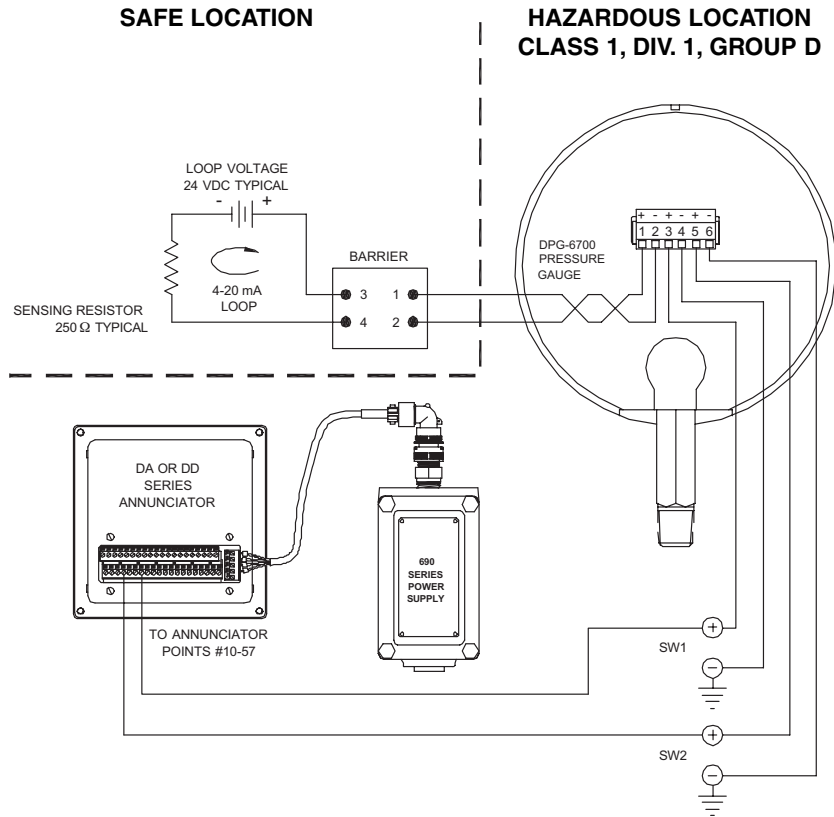 SAFE LOCATION
HAZARDOUS LOCATION
CLASS 1, DIV. 1, GROUP D
LOOP VOLTAGE
24 VDC TYPICAL
- +
4-20 mA
LOOP
SENSING RESISTOR
250 Ω TYPICAL
BARRIER
3 1
4 2
DPG-6700
PRESSURE
GAUGE
+ - + - + -
1 2 3 4 5 6
DA OR DD
SERIES
ANNUNCIATOR
TO ANNUNCIATOR
POINTS #10-57
690
SERIES
POWER
SUPPLY
+
SW1
-
+
SW2
-